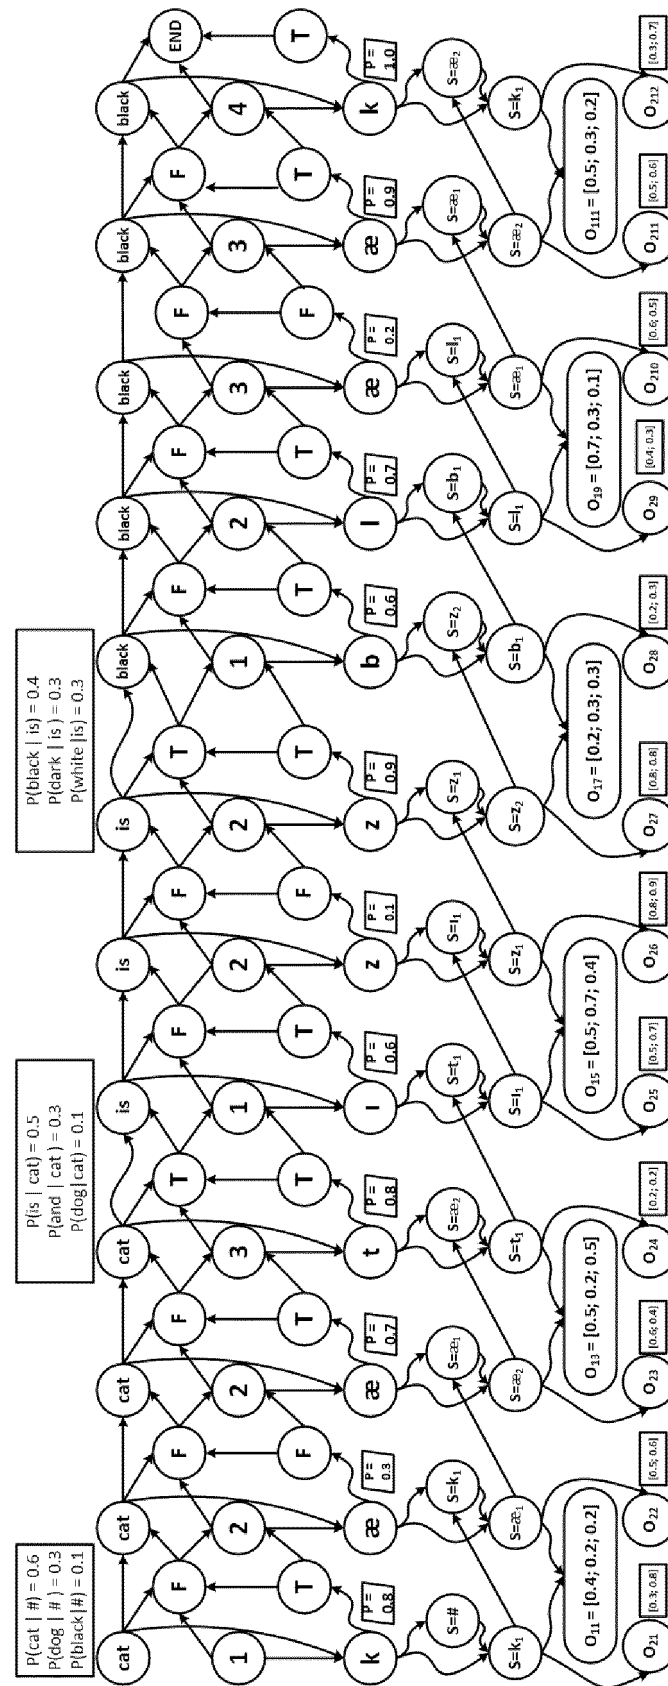 P(cat | #) = 0.6
P(dog | #) = 0.3
P(black|#) = 0.1
P(is | cat) = 0.5
P(and | cat ) = 0.3
P(dog| cat) = 0.1
P(black | is) = 0.4
P(dark | is ) = 0.3
P(white |is) = 0.3
cat cat cat cat is is is black black black black black
F F F T F F T F F F F END
1 2 2 3 1 2 2 1 2 3 3 4
T F T T T F T T T F T T
k æ æ t ı z z b l æ æ k
P = 0.8 P = 0.3 P = 0.7 P = 0.8 P = 0.6 P = 0.1 P = 0.9 P = 0.6 P = 0.7 P = 0.2 P = 0.9 P = 1.0
S=# S=k₁ S=æ₁ S=æ₂ S=t₁ S=ı₁ S=z₁ S=z₂ S=b₁ S=l₁ S=æ₁ S=æ₂
S=k₁ S=æ₁ S=æ₂ S=t₁ S=ı₁ S=z₁ S=z₂ S=b₁ S=l₁ S=æ₁ S=æ₂ S=k₁
O₁₁ = [0.4; 0.2; 0.2] O₁₃ = [0.5; 0.2; 0.5] O₁₅ = [0.5; 0.7; 0.4] O₁₇ = [0.2; 0.3; 0.3] O₁₉ = [0.7; 0.3; 0.1] O₁₁₁ = [0.5; 0.3; 0.2]
[0.3; 0.8] [0.5; 0.6] [0.6; 0.4] [0.2; 0.2] [0.5; 0.7] [0.8; 0.9] [0.8; 0.8] [0.2; 0.3] [0.4; 0.3] [0.6; 0.5] [0.5; 0.6] [0.3; 0.7]
O₂₁ O₂₂ O₂₃ O₂₄ O₂₅ O₂₆ O₂₇ O₂₈ O₂₉ O₂₁₀ O₂₁₁ O₂₁₂